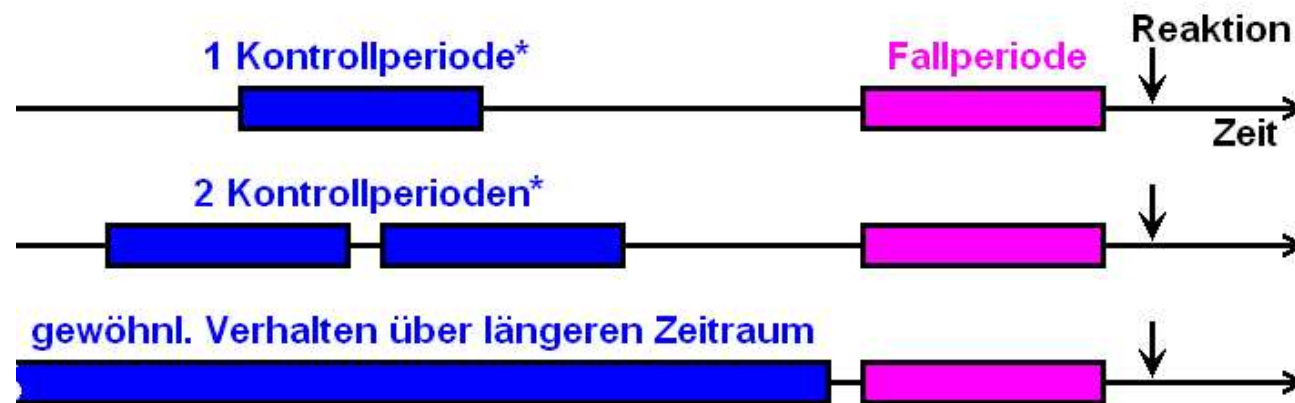 Reaktion
1 Kontrollperiode* Fallperiode
Zeit
2 Kontrollperioden*
gewöhnl. Verhalten über längeren Zeitraum